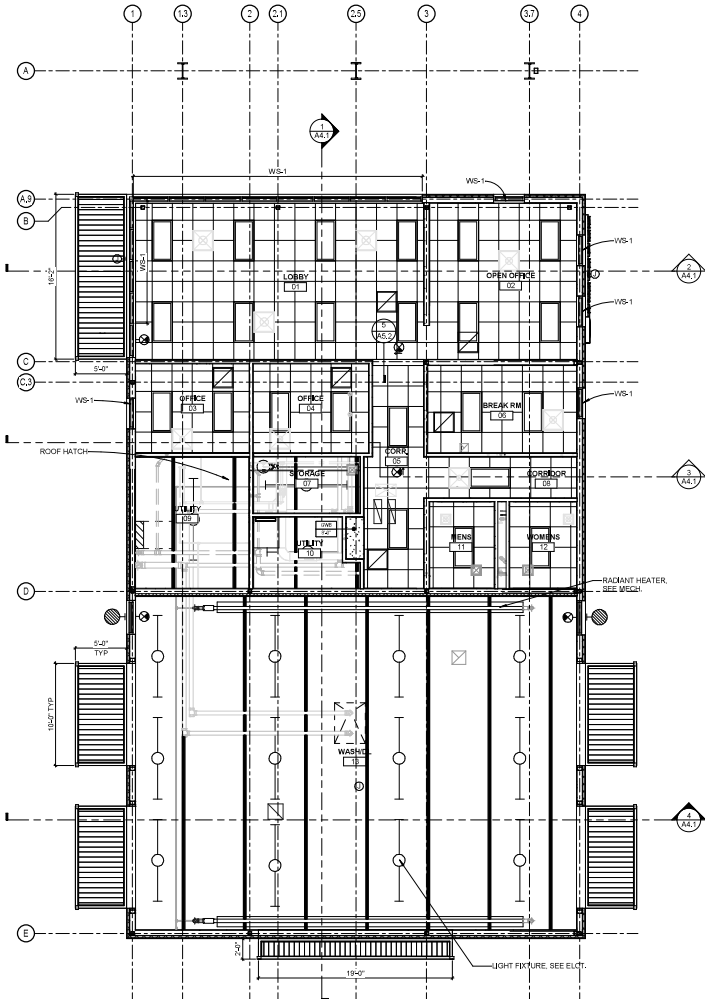 1 1.3 2 2.1 2.5 3 3.7 4
A
1
A4.1
WS-1
WS-1
A.9
B
WS-1
J
WS-1
16'-2"
LOBBY
01
OPEN OFFICE
02
2
A4.1
J
WS-1
5
A5.2
C
5'-0"
C.3
WS-1
OFFICE
03
OFFICE
04
BREAK RM
06
WS-1
ROOF HATCH
CORR.
05
STORAGE
07
CORRIDOR
08
3
A4.1
UTILITY
09
UTILITY
10
MENS
11
WOMENS
12
D
RADIANT HEATER,
SEE MECH.
5'-0"
TYP
10'-0" TYP
13
J
4
A4.1
E
2'-0"
19'-0"
LIGHT FIXTURE, SEE ELCT.